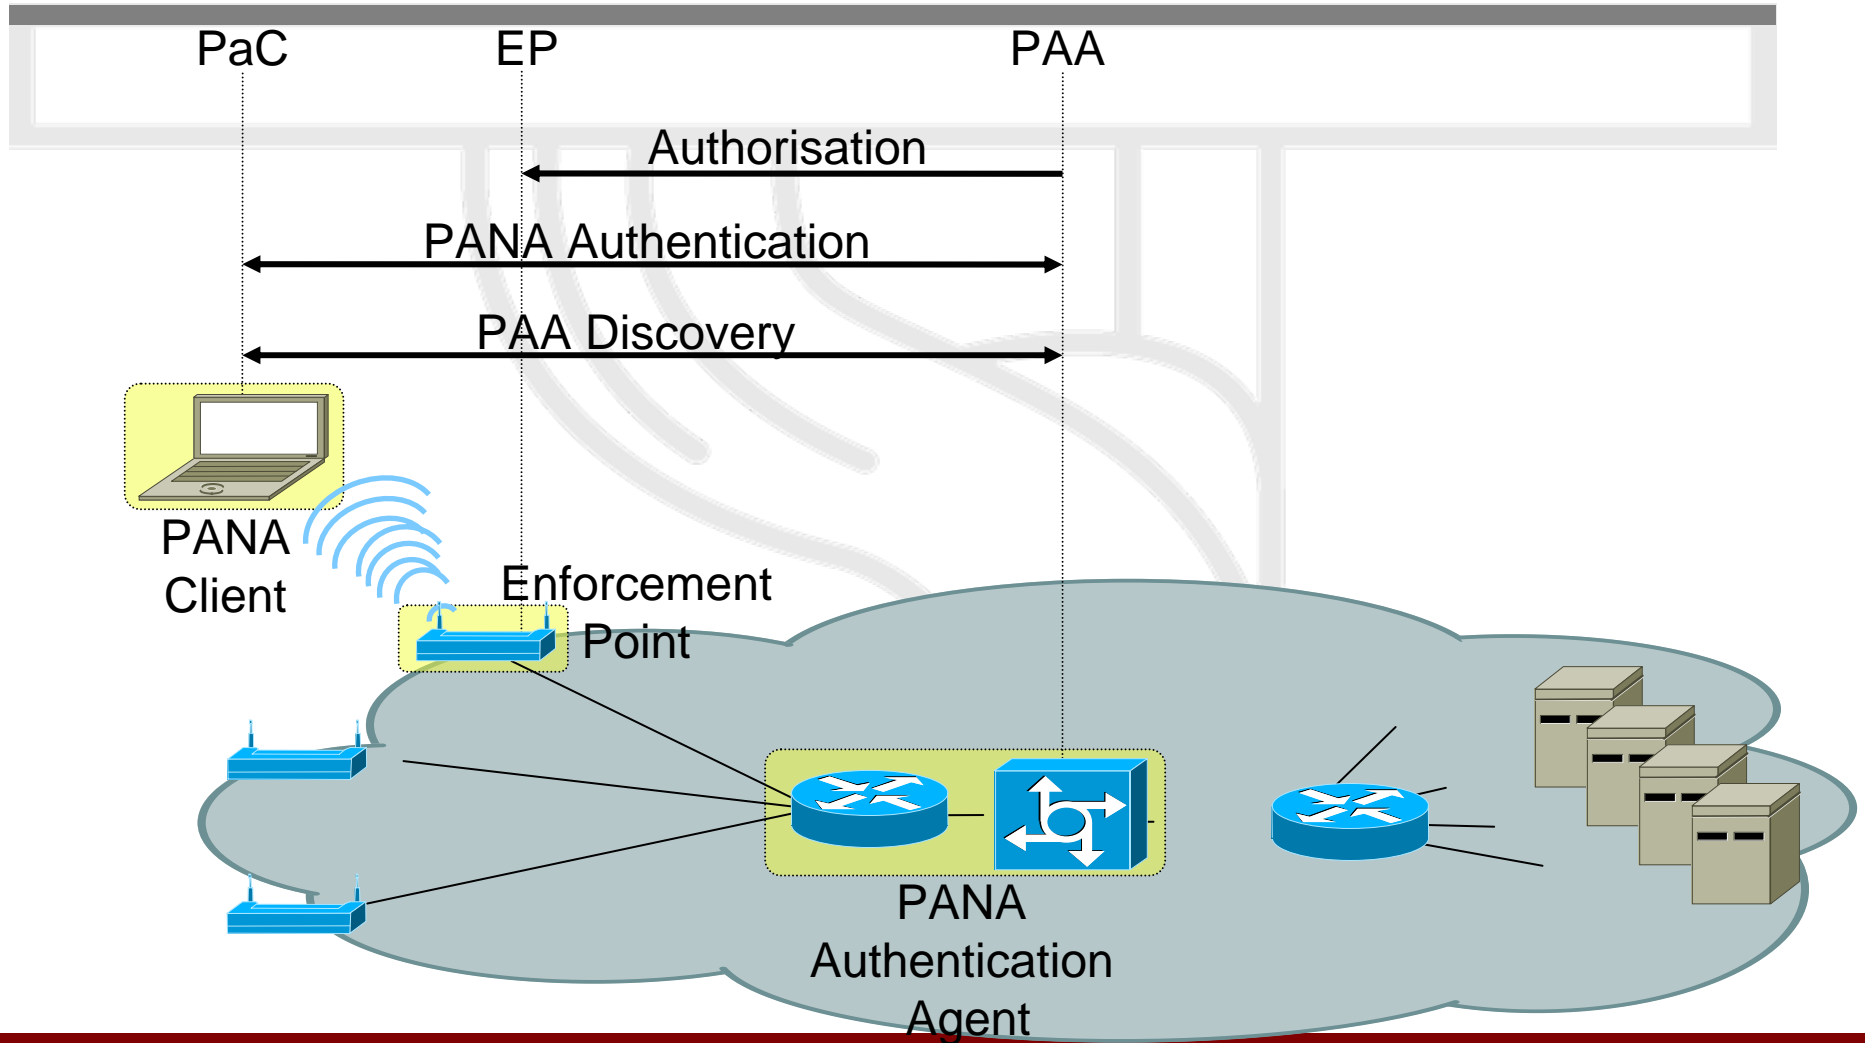 PaC EP PAA
Authorisation
PANA Authentication
PAA Discovery
PANA
Client
Enforcement
Point
PANA
Authentication
Agent